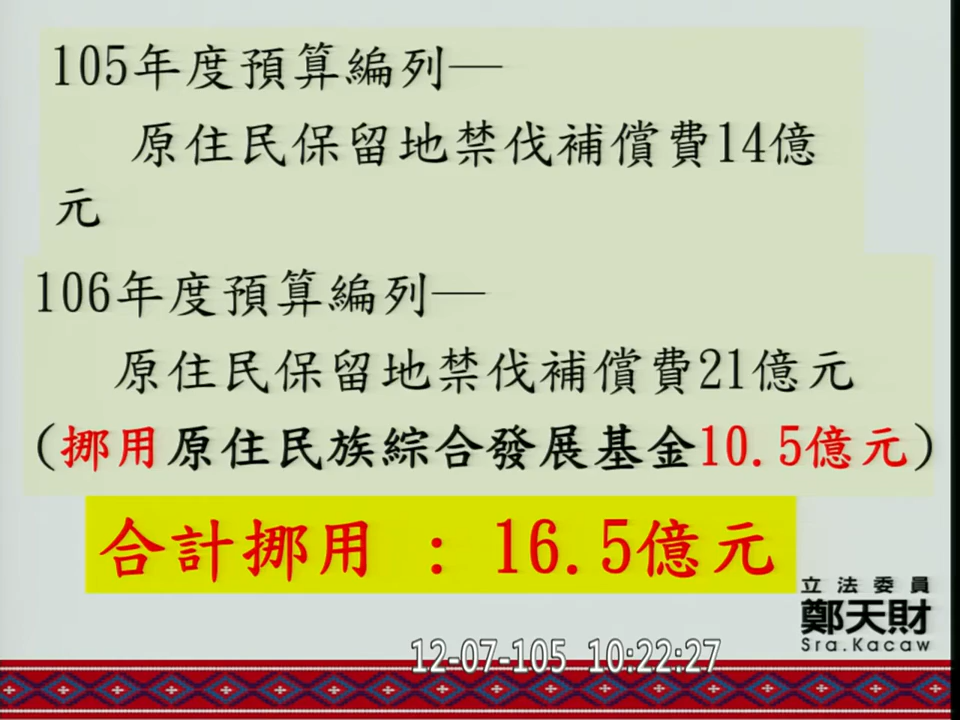 105年度預算編列—
原住民保留地禁伐補償費14億
元
106年度預算編列—
原住民保留地禁伐補償費21億元
(挪用原住民族綜合發展基金10.5億元)
合計挪用 : 16.5億元
立法委員
鄭天財
Sra.Kacaw
12-07-105 10:22:27